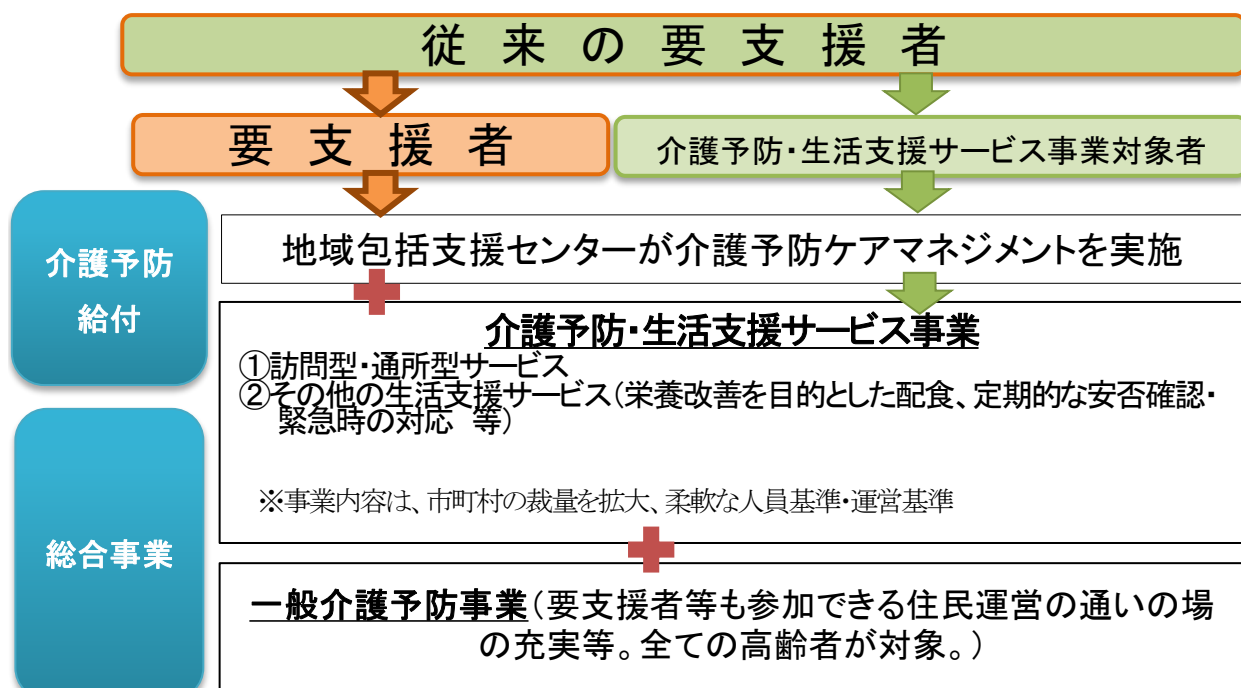 従来の要支援者
要支援者
介護予防・生活支援サービス事業対象者
介護予防
給付
地域包括支援センターが介護予防ケアマネジメントを実施
介護予防・生活支援サービス事業
①訪問型・通所型サービス
②その他の生活支援サービス(栄養改善を目的とした配食、定期的な安否確認・
緊急時の対応 等)
※事業内容は、市町村の裁量を拡大、柔軟な人員基準・運営基準
総合事業
一般介護予防事業(要支援者等も参加できる住民運営の通いの場
の充実等。全ての高齢者が対象。)